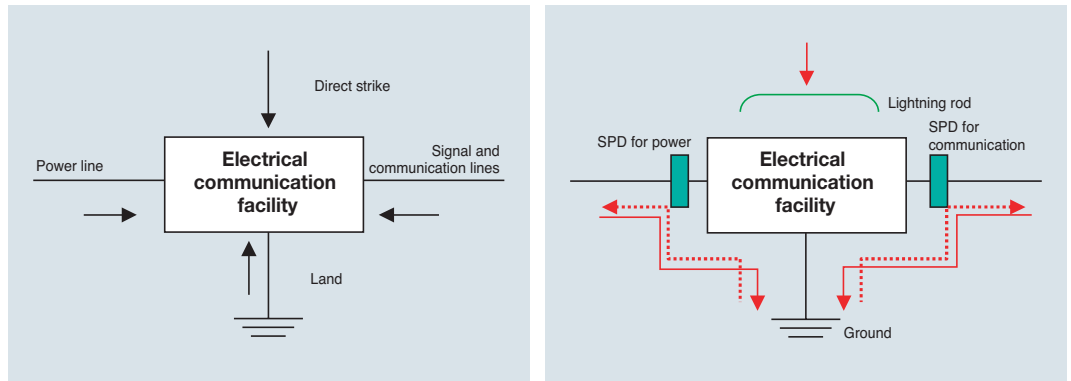 Direct strike
Power line
Electrical
communication
facility
Signal and
communication lines
Land
Lightning rod
SPD for power
SPD for
communication
Electrical
communication
facility
Ground